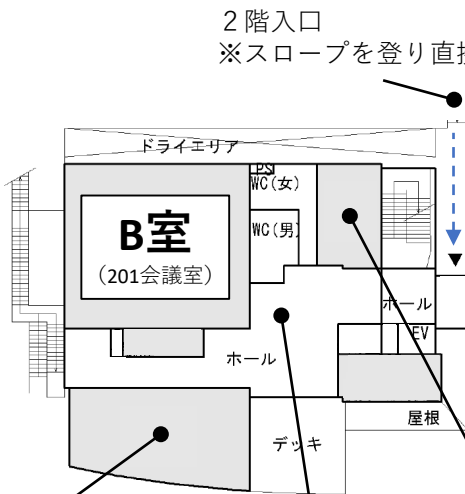 ２階入口
※スロープを登り直接
ドライエリア
PS
WC(女)
B室
(201会議室)
WC(男)
ホール
EV
ホール
屋根
デッキ